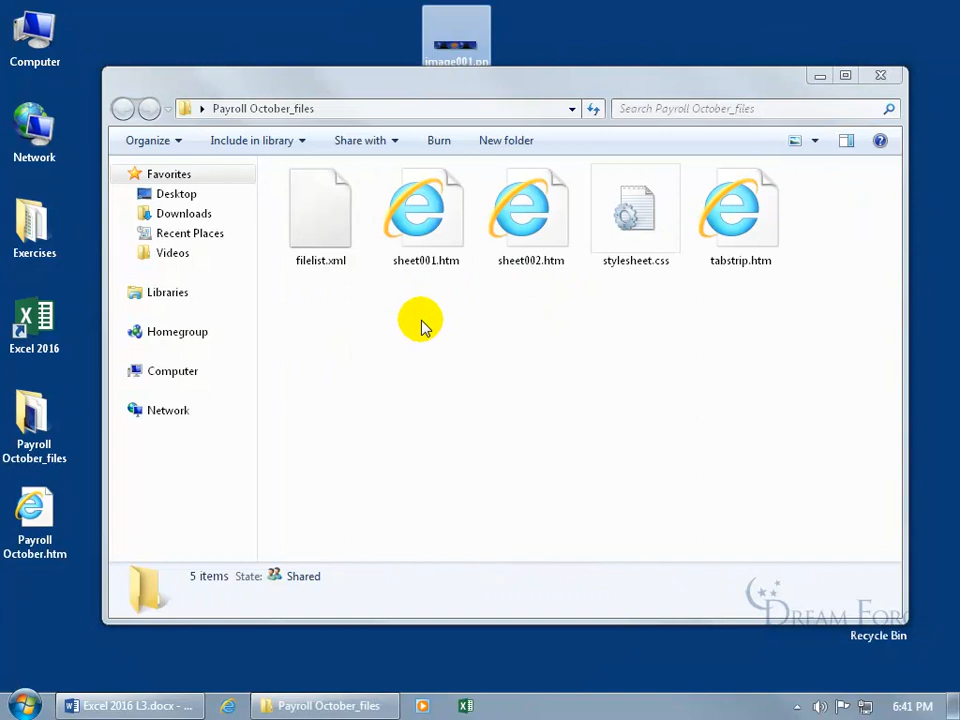 Computer
image001.pn
Payroll October_files
Search Payroll October_files
Organize
Include in library
Share with
Burn
New folder
Network
Favorites
Desktop
Downloads
Recent Places
Videos
Libraries
Homegroup
Computer
Network
filelist.xml
sheet001.htm
sheet002.htm
stylesheet.css
tabstrip.htm
Exercises
Excel 2016
Payroll
October_files
Payroll
October.htm
5 items State: Shared
DREAM FORC
Recycle Bin
Excel 2016 L3.docx - ...
Payroll October_files
6:41 PM